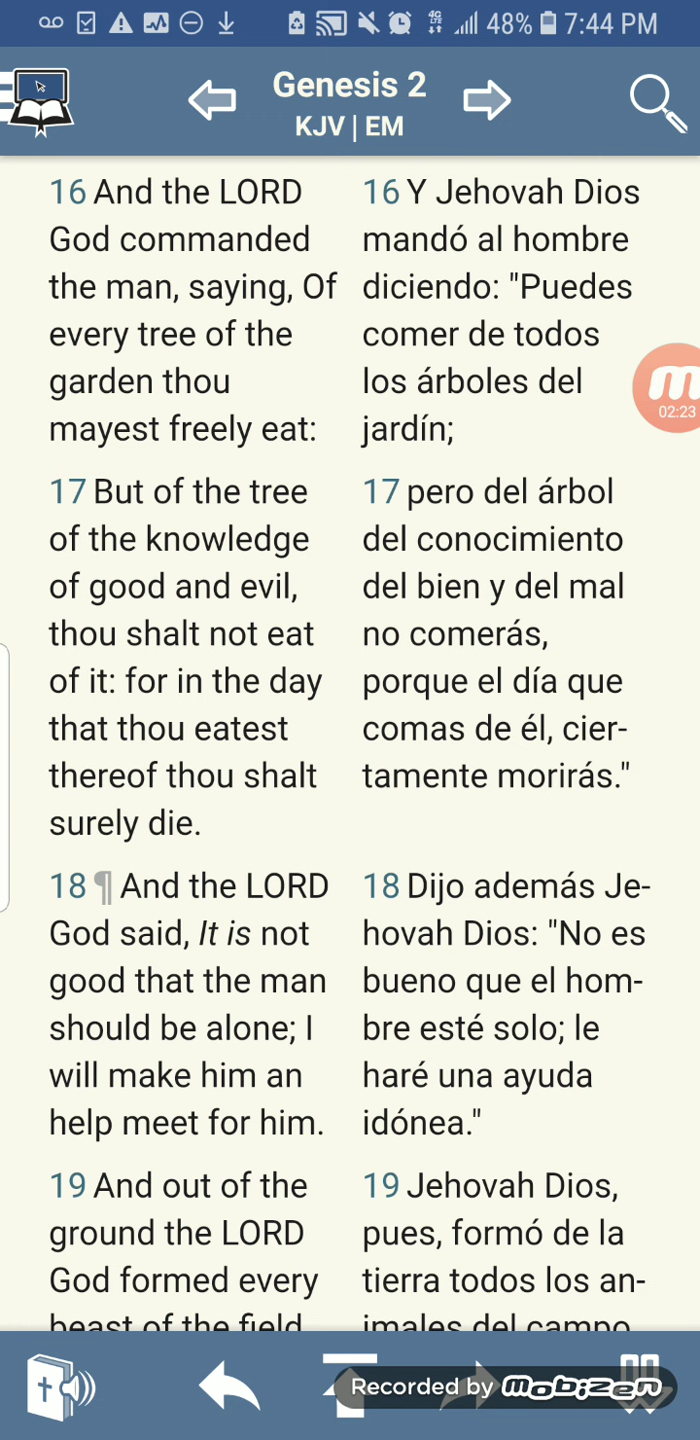 48% 7:44 PM
Genesis 2
KJV | EM
16 And the LORD
God commanded
the man, saying, Of
every tree of the
garden thou
mayest freely eat:
17 But of the tree
of the knowledge
of good and evil,
thou shalt not eat
of it: for in the day
that thou eatest
thereof thou shalt
surely die.
18 ¶ And the LORD
God said, It is not
good that the man
should be alone; I
will make him an
help meet for him.
19 And out of the
ground the LORD
God formed every
beast of the field
16 Y Jehovah Dios
mandó al hombre
diciendo: "Puedes
comer de todos
los árboles del
jardín;
17 pero del árbol
del conocimiento
del bien y del mal
no comerás,
porque el día que
comas de él, cier-
tamente morirás."
18 Dijo además Je-
hovah Dios: "No es
bueno que el hom-
bre esté solo; le
haré una ayuda
idónea."
19 Jehovah Dios,
pues, formó de la
tierra todos los an-
imales del campo
m
02:23
Recorded by mobizen